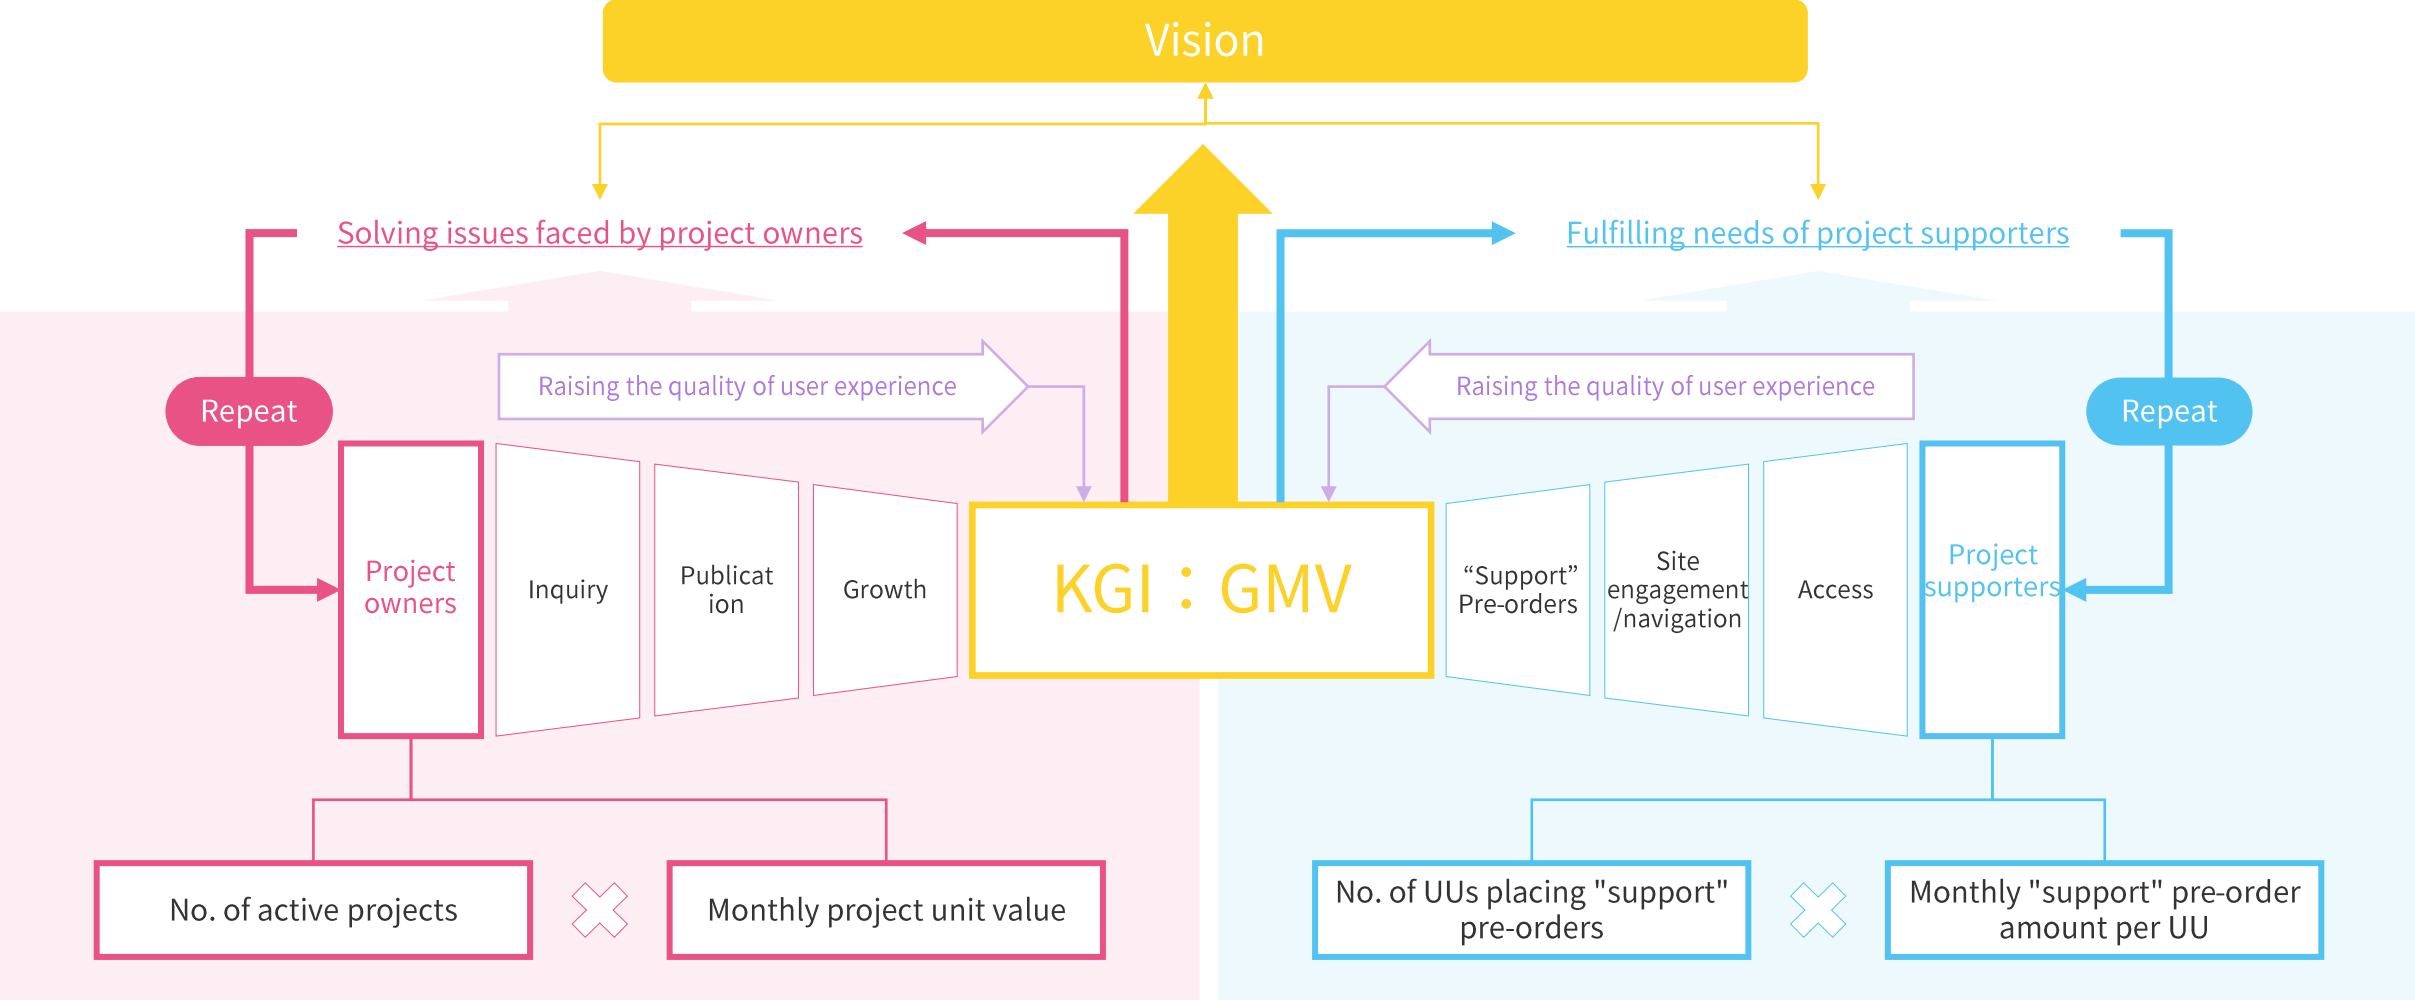 Vision
Solving issues faced by project owners
Fulfilling needs of project supporters
Raising the quality of user experience
Raising the quality of user experience
Repeat
Repeat
Project
owners
Inquiry
Publicat
ion
Growth
KGI：GMV
“Support”
Pre-orders
Site
engagement
/navigation
Access
Project
supporters
No. of active projects
Monthly project unit value
No. of UUs placing "support"
pre-orders
Monthly "support" pre-order
amount per UU